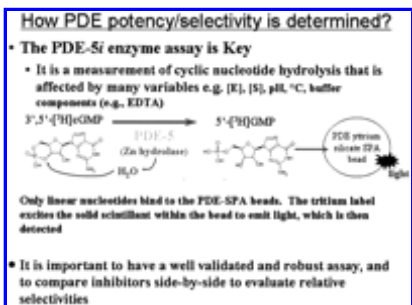 How PDE potency/selectivity is determined?
• The PDE-5i enzyme assay is Key
• It is a measurement of cyclic nucleotide hydrolysis that is
affected by many variables e.g. [E], [S], pH, °C, buffer
components (e.g., EDTA)
3',5'-[³H]cGMP
5'-[³H]GMP
PDE-5
(Zn hydrolase)
H₂O
PDE yttrium
silicate SPA
bead
light
Only linear nucleotides bind to the PDE-SPA beads. The tritium label
excites the solid scintillant within the bead to emit light, which is then
detected
• It is important to have a well validated and robust assay, and
to compare inhibitors side-by-side to evaluate relative
selectivities